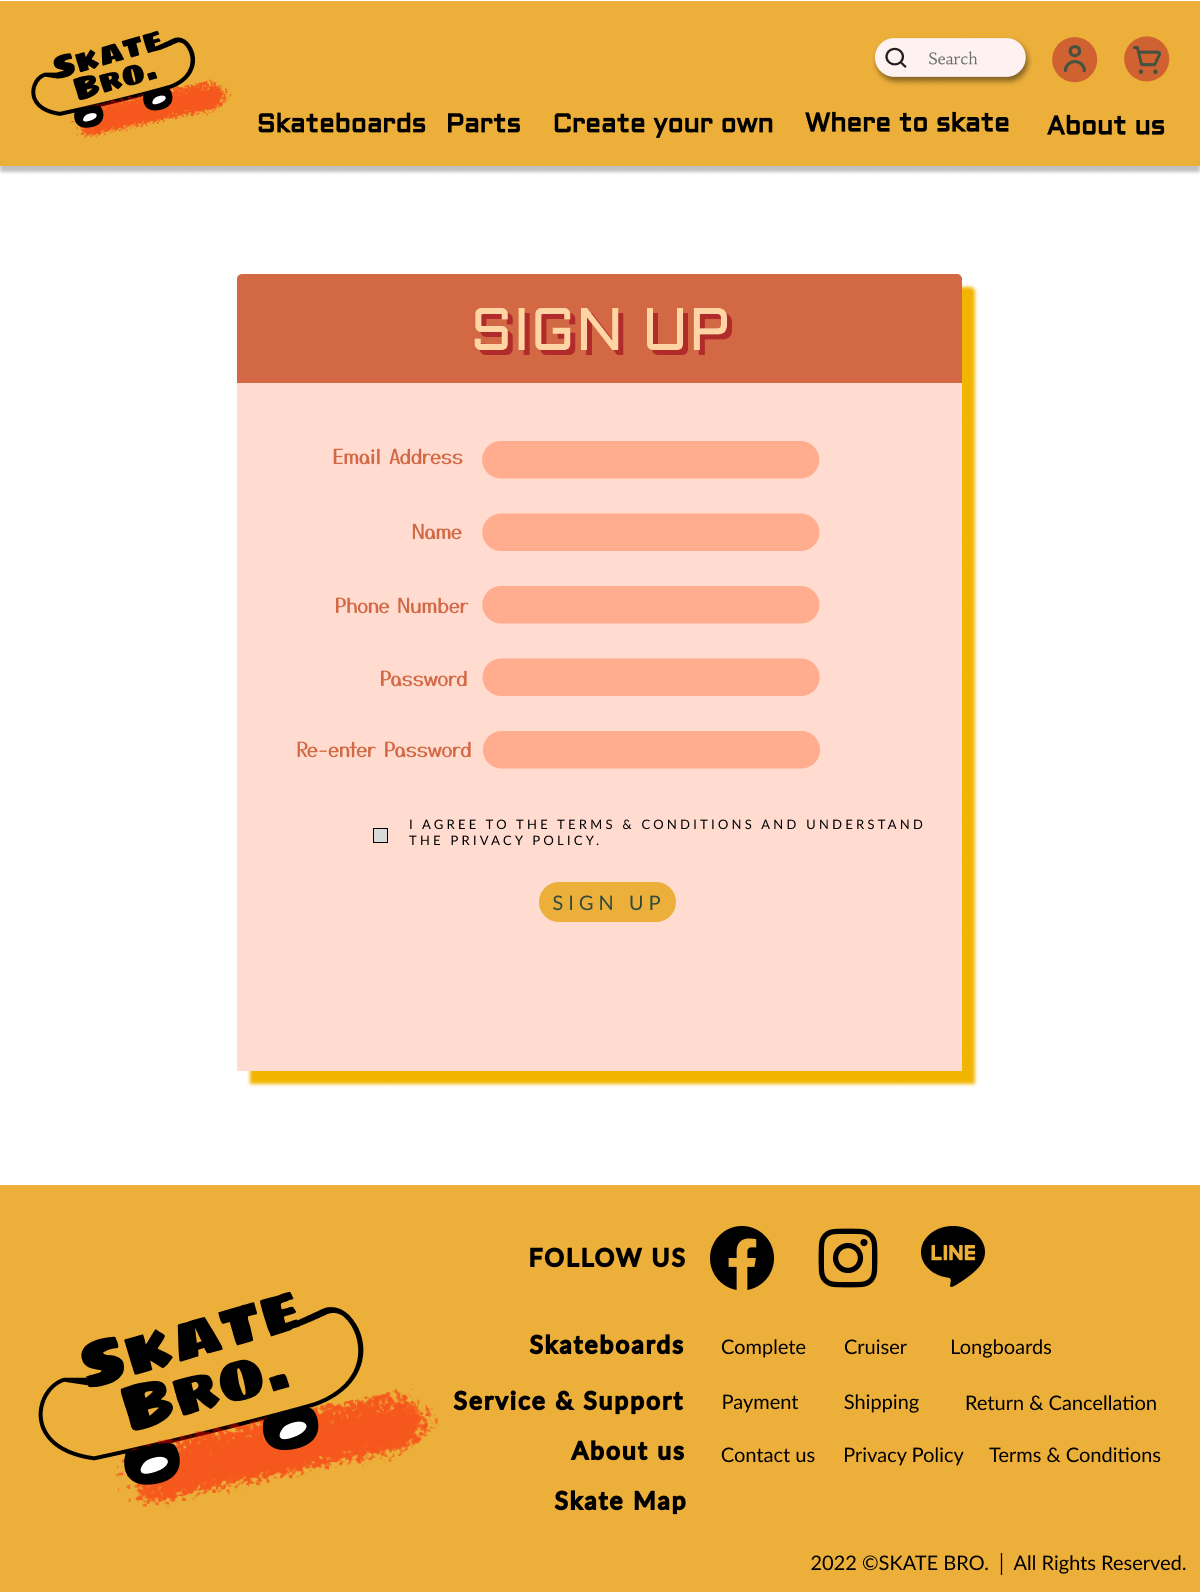 SKATE
BRO.
Search
Skateboards Parts Create your own Where to skate About us
SIGN UP
Email Address
Name
Phone Number
Password
Re-enter Password
I AGREE TO THE TERMS & CONDITIONS AND UNDERSTAND
THE PRIVACY POLICY.
SIGN UP
FOLLOW US
LINE
SKATE
BRO.
Skateboards Complete Cruiser Longboards
Service & Support Payment Shipping Return & Cancellation
About us Contact us Privacy Policy Terms & Conditions
Skate Map
2022 ©SKATE BRO. | All Rights Reserved.